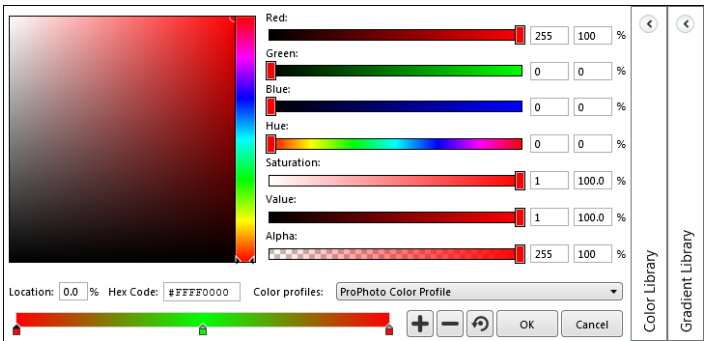 Red:
255 100 %
Green:
0 0 %
Blue:
0 0 %
Hue:
0 0 %
Saturation:
1 100.0 %
Value:
1 100.0 %
Alpha:
255 100 %
Location: 0.0 % Hex Code: #FFFF0000 Color profiles: ProPhoto Color Profile
OK Cancel
Color Library
Gradient Library